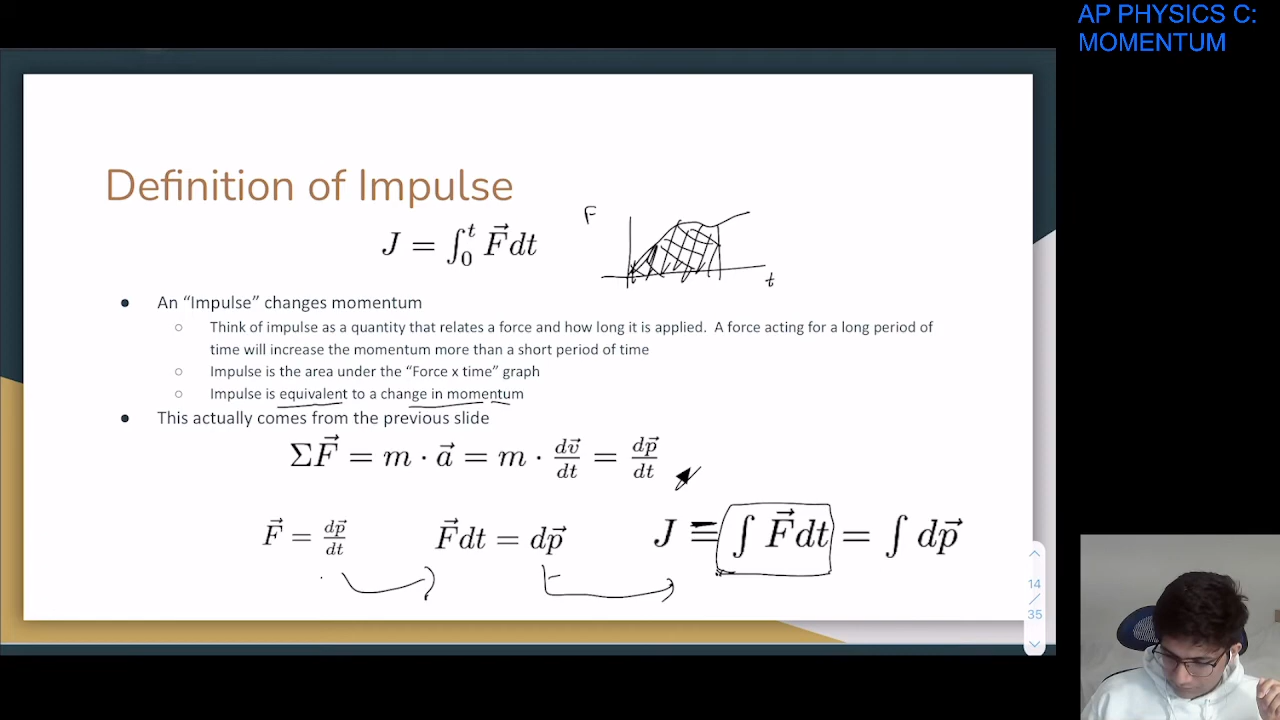 AP PHYSICS C:
MOMENTUM
Definition of Impulse
J = ∫₀ᵗ F⃗dt
F
t
● An “Impulse” changes momentum
○ Think of impulse as a quantity that relates a force and how long it is applied. A force acting for a long period of
time will increase the momentum more than a short period of time
○ Impulse is the area under the “Force x time” graph
○ Impulse is equivalent to a change in momentum
● This actually comes from the previous slide
ΣF⃗ = m · a⃗ = m · dv⃗/dt = dp⃗/dt
F⃗ = dp⃗/dt
F⃗dt = dp⃗
J ≡ ∫ F⃗dt = ∫ dp⃗
14
/
35